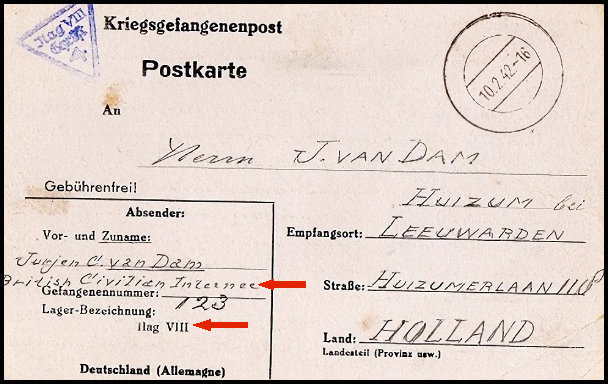 Ilag VIII
Geprüft
Kriegsgefangenenpost
Postkarte
10.2.42-16
An
Herrn J. VAN DAM
Gebührenfrei!
HUIZUM bei
Absender:
Empfangsort: LEEUWARDEN
Vor- und Zuname:
Jurjen C. van Dam
British Civilian Internee
Straße: HUIZUMERLAAN 118
Gefangenennummer: 123
Lager-Bezeichnung:
Ilag VIII
Land: HOLLAND
Landesteil (Provinz usw.)
Deutschland (Allemagne)